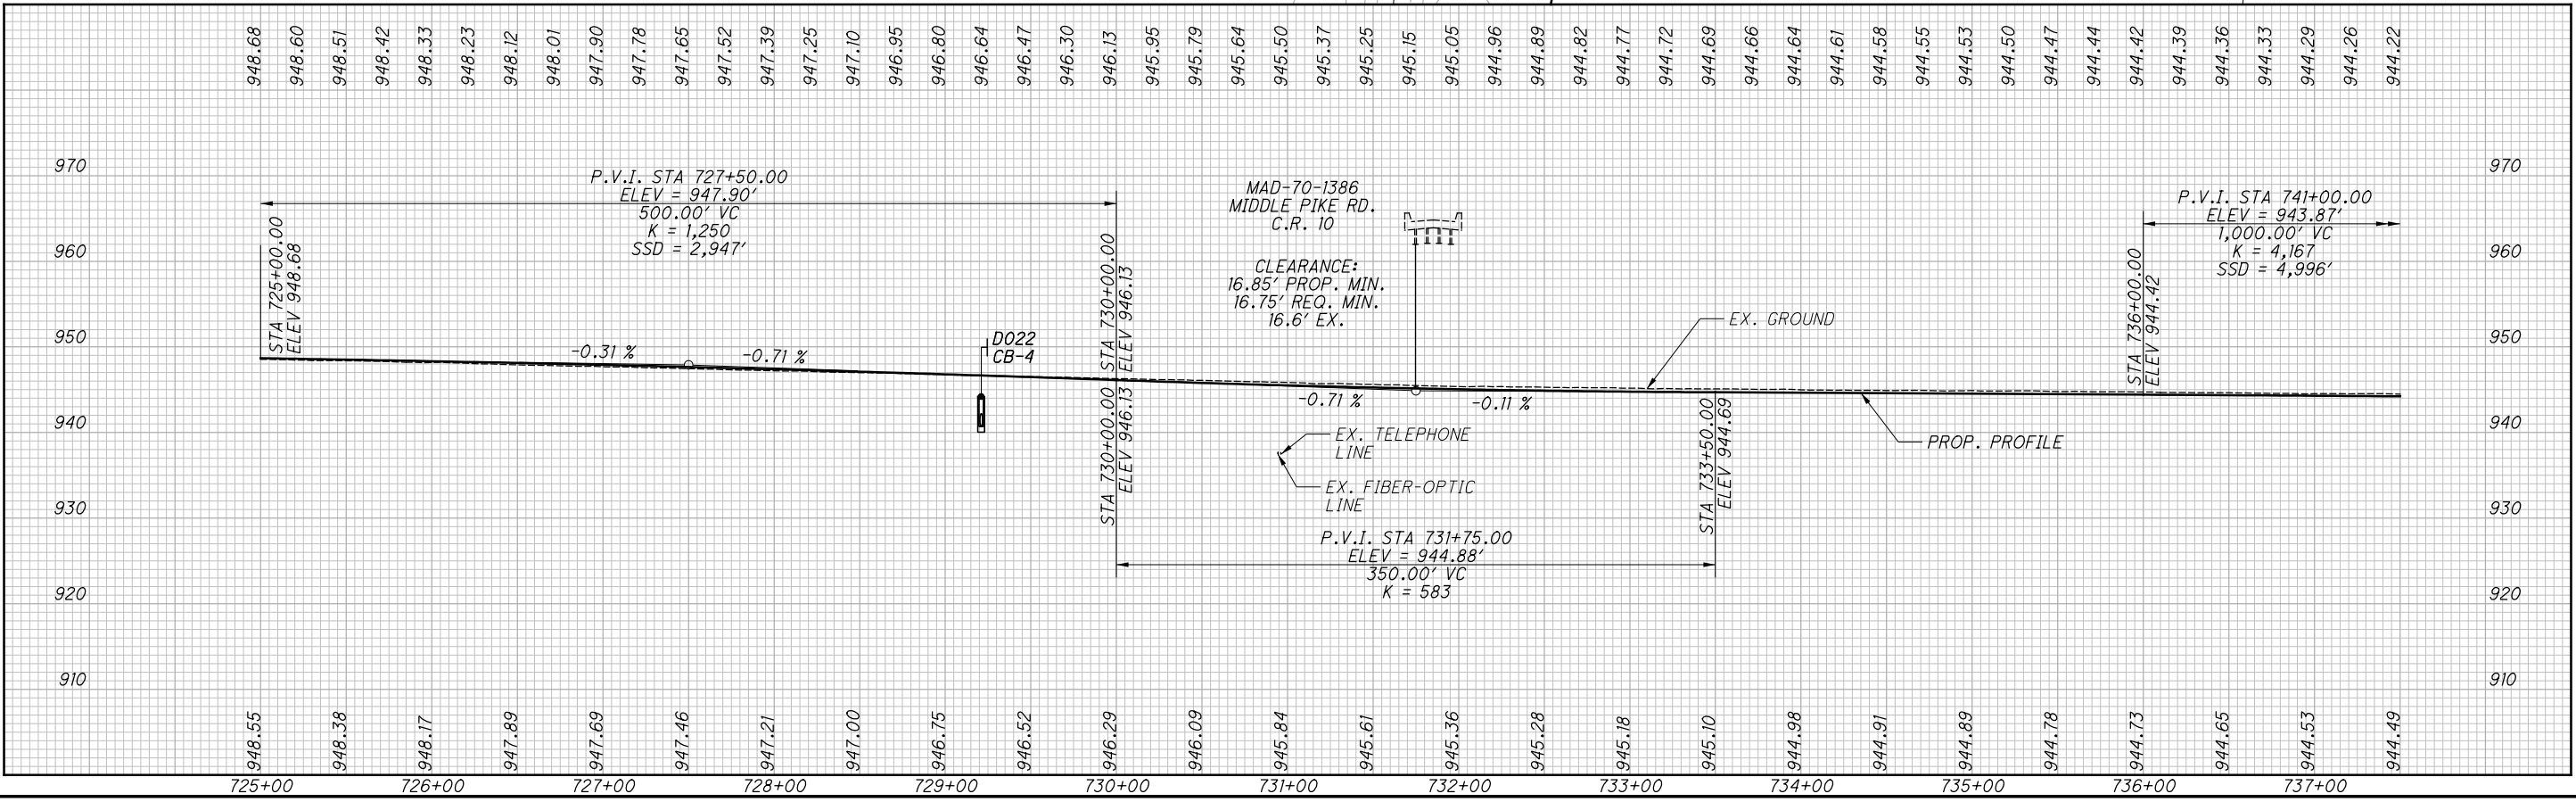 948.68 948.60 948.51 948.42 948.33 948.23 948.12 948.01 947.90 947.78 947.65 947.52 947.39 947.25 947.10 946.95 946.80 946.64 946.47 946.30 946.13 945.95 945.79 945.64 945.50 945.37 945.25 945.15 945.05 944.96 944.89 944.82 944.77 944.72 944.69 944.66 944.64 944.61 944.58 944.55 944.53 944.50 944.47 944.44 944.42 944.39 944.36 944.33 944.29 944.26 944.22
970
960
950
940
930
920
910
P.V.I. STA 727+50.00
ELEV = 947.90'
500.00' VC
K = 1,250
SSD = 2,947'
STA 725+00.00
ELEV 948.68
-0.31 %
-0.71 %
D022
CB-4
STA 730+00.00
ELEV 946.13
STA 730+00.00
ELEV 946.13
MAD-70-1386
MIDDLE PIKE RD.
C.R. 10
CLEARANCE:
16.85' PROP. MIN.
16.75' REQ. MIN.
16.6' EX.
-0.71 %
-0.11 %
EX. TELEPHONE
LINE
EX. FIBER-OPTIC
LINE
P.V.I. STA 731+75.00
ELEV = 944.88'
350.00' VC
K = 583
EX. GROUND
STA 733+50.00
ELEV 944.69
PROP. PROFILE
STA 736+00.00
ELEV 944.42
P.V.I. STA 741+00.00
ELEV = 943.87'
1,000.00' VC
K = 4,167
SSD = 4,996'
970
960
950
940
930
920
910
948.55 948.38 948.17 947.89 947.69 947.46 947.21 947.00 946.75 946.52 946.29 946.09 945.84 945.61 945.36 945.28 945.18 945.10 944.98 944.91 944.89 944.78 944.73 944.65 944.53 944.49
725+00 726+00 727+00 728+00 729+00 730+00 731+00 732+00 733+00 734+00 735+00 736+00 737+00